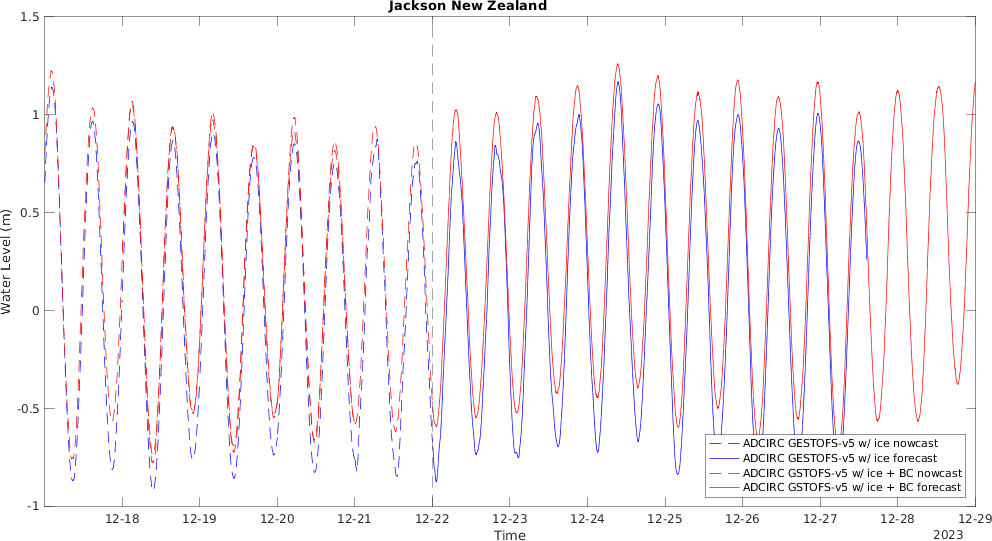 Jackson New Zealand
1.5
1
0.5
0
-0.5
-1
Water Level (m)
ADCIRC GESTOFS-v5 w/ ice nowcast
ADCIRC GESTOFS-v5 w/ ice forecast
ADCIRC GSTOFS-v5 w/ ice + BC nowcast
ADCIRC GSTOFS-v5 w/ ice + BC forecast
12-18 12-19 12-20 12-21 12-22 12-23 12-24 12-25 12-26 12-27 12-28 12-29
Time
2023